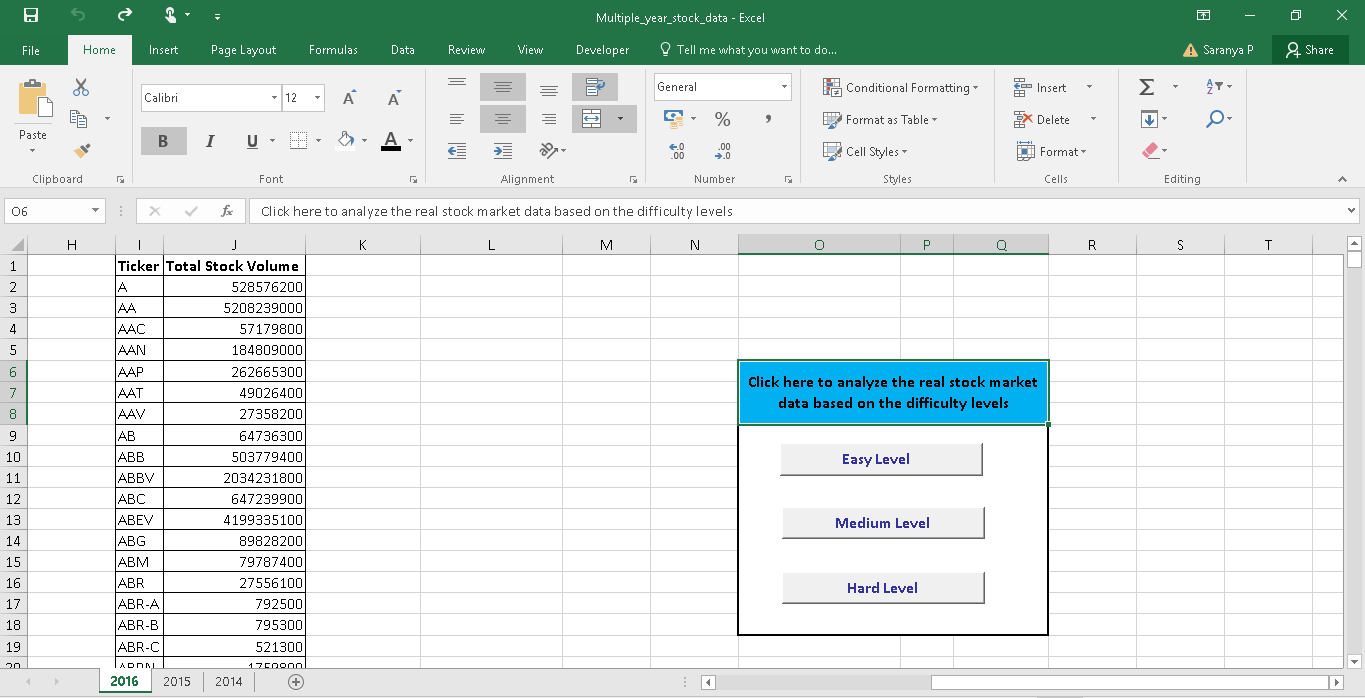 Multiple_year_stock_data - Excel
File Home Insert Page Layout Formulas Data Review View Developer Tell me what you want to do... Saranya P Share
Calibri 12 General Conditional Formatting Insert
Paste Format as Table Delete
B I U A % , Cell Styles Format
Clipboard Font Alignment Number Styles Cells Editing
O6 fx Click here to analyze the real stock market data based on the difficulty levels
H I J K L M N O P Q R S T
1 Ticker Total Stock Volume
2 A 528576200
3 AA 5208239000
4 AAC 57179800
5 AAN 184809000
6 AAP 262665300
7 AAT 49026400
8 AAV 27358200
9 AB 64736300
10 ABB 503779400
11 ABBV 2034231800
12 ABC 647239900
13 ABEV 4199335100
14 ABG 89828200
15 ABM 79787400
16 ABR 27556100
17 ABR-A 792500
18 ABR-B 795300
19 ABR-C 521300
Click here to analyze the real stock market
data based on the difficulty levels
Easy Level
Medium Level
Hard Level
2016 2015 2014